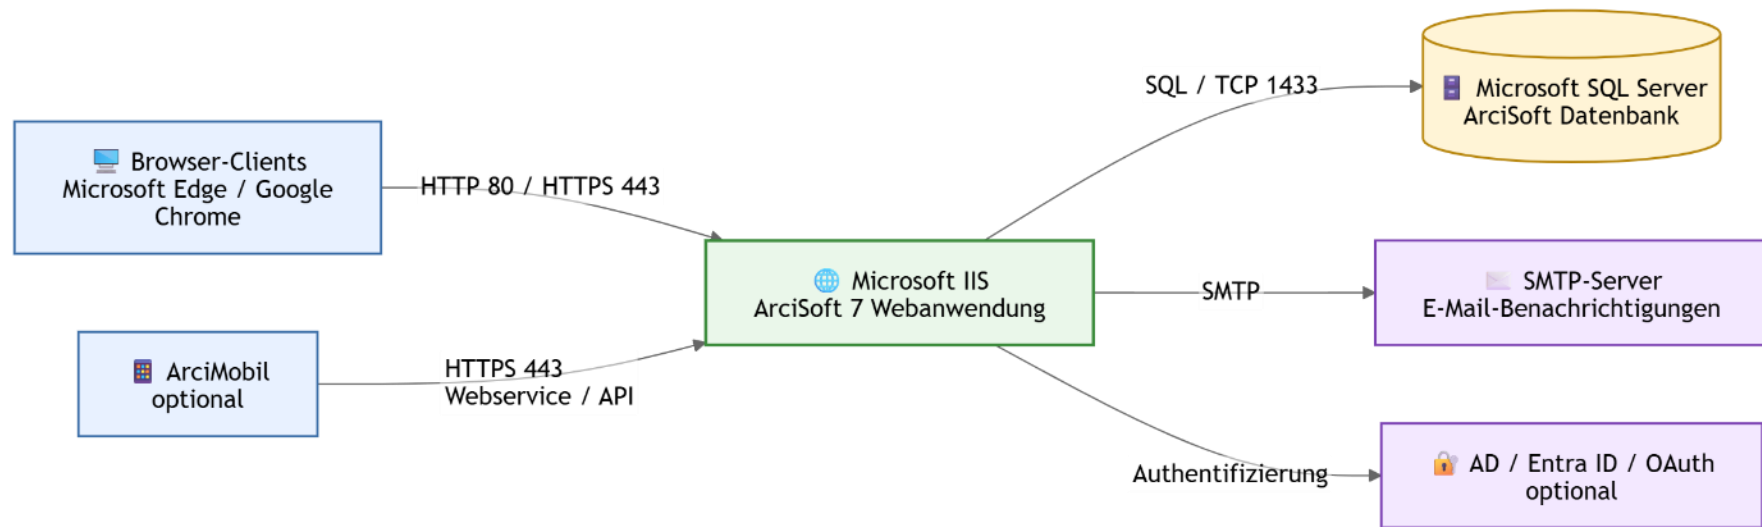 Browser-Clients
Microsoft Edge / Google
Chrome
HTTP 80 / HTTPS 443
ArciMobil
optional
HTTPS 443
Webservice / API
Microsoft IIS
ArciSoft 7 Webanwendung
SQL / TCP 1433
Microsoft SQL Server
ArciSoft Datenbank
SMTP
SMTP-Server
E-Mail-Benachrichtigungen
Authentifizierung
AD / Entra ID / OAuth
optional